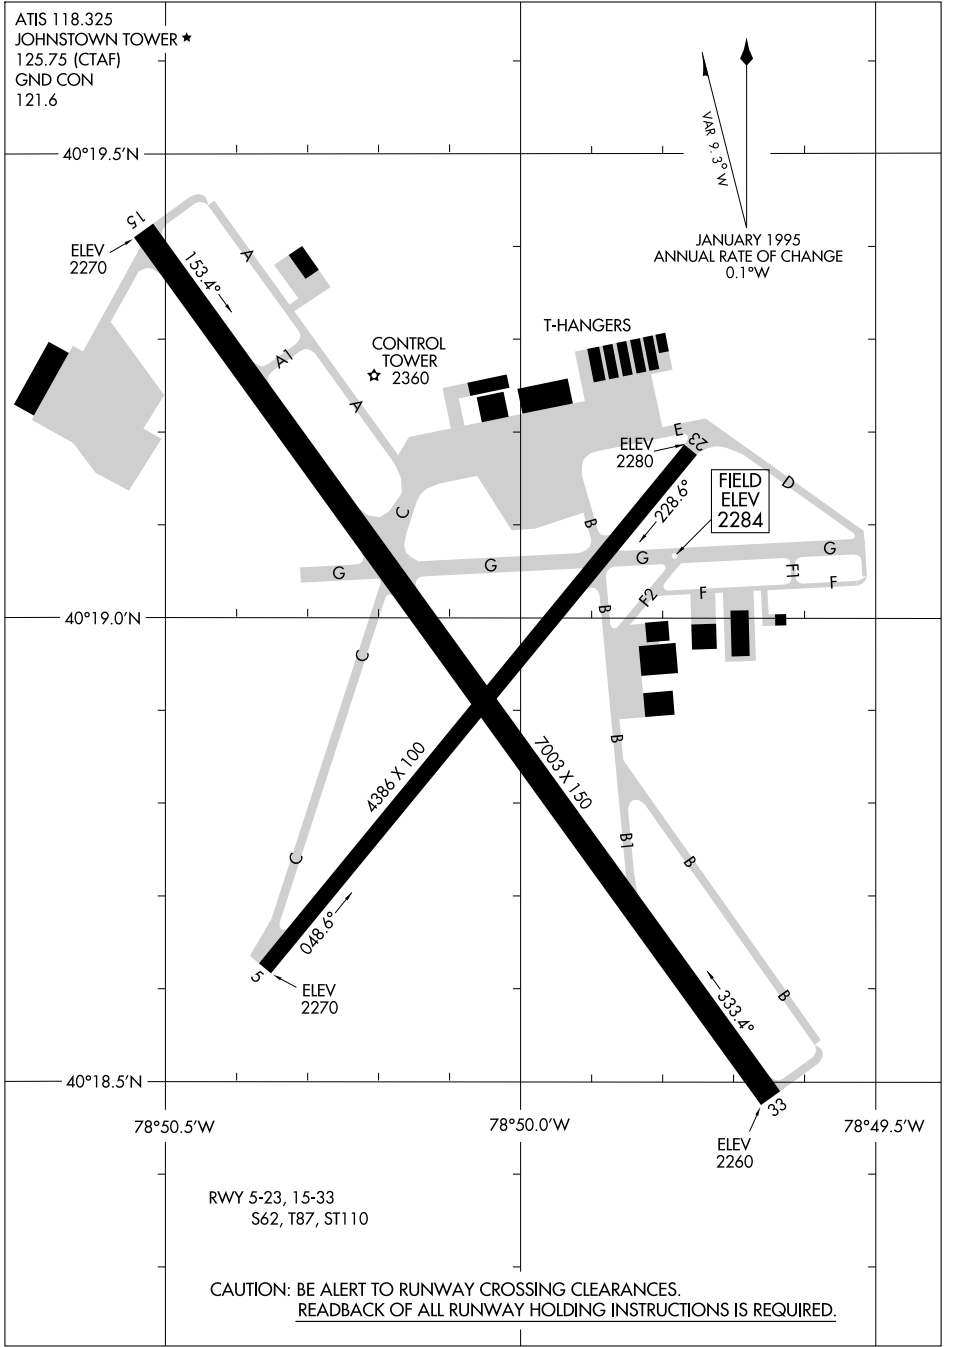 ATIS 118.325
JOHNSTOWN TOWER ★
125.75 (CTAF)
GND CON
121.6
VAR 9.3° W
JANUARY 1995
ANNUAL RATE OF CHANGE
0.1°W
40°19.5'N
15
ELEV
2270
153.4°
A
A1
A
CONTROL
TOWER
2360
T-HANGERS
E
ELEV
2280
23
228.6°
FIELD
ELEV
2284
D
C
B
G
G
G
G
F1
F
F
F2
B
40°19.0'N
C
B
4386 X 100
7003 X 150
B1
B
C
048.6°
5
ELEV
2270
B
333.4°
40°18.5'N
33
ELEV
2260
78°50.5'W
78°50.0'W
78°49.5'W
RWY 5-23, 15-33
S62, T87, ST110
CAUTION: BE ALERT TO RUNWAY CROSSING CLEARANCES.
READBACK OF ALL RUNWAY HOLDING INSTRUCTIONS IS REQUIRED.